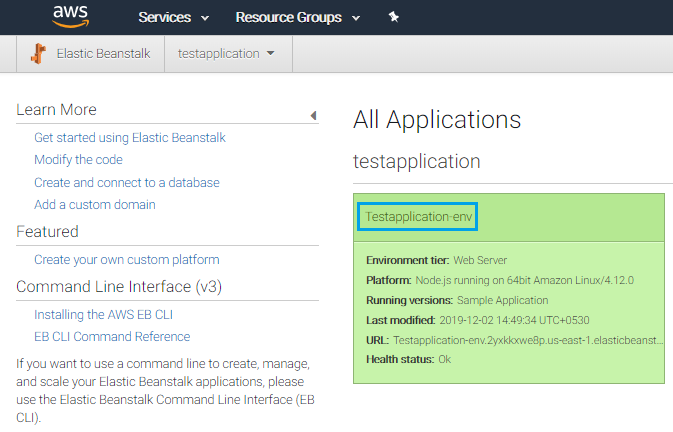 aws Services Resource Groups
Elastic Beanstalk testapplication
Learn More
Get started using Elastic Beanstalk
Modify the code
Create and connect to a database
Add a custom domain
Featured
Create your own custom platform
Command Line Interface (v3)
Installing the AWS EB CLI
EB CLI Command Reference
If you want to use a command line to create, manage,
and scale your Elastic Beanstalk applications, please
use the Elastic Beanstalk Command Line Interface (EB
CLI).
All Applications
testapplication
Testapplication-env
Environment tier: Web Server
Platform: Node.js running on 64bit Amazon Linux/4.12.0
Running versions: Sample Application
Last modified: 2019-12-02 14:49:34 UTC+0530
URL: Testapplication-env.2yxkkxwe8p.us-east-1.elasticbeanst...
Health status: Ok